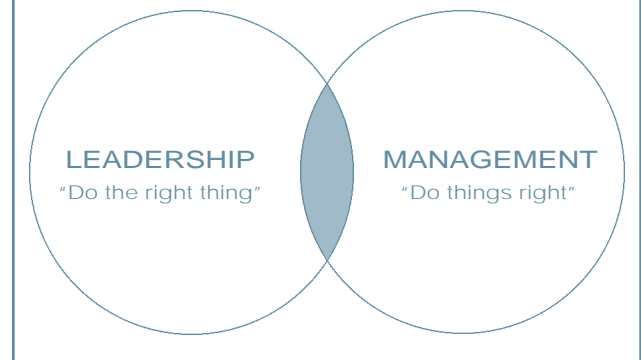 LEADERSHIP
“Do the right thing”
MANAGEMENT
“Do things right”